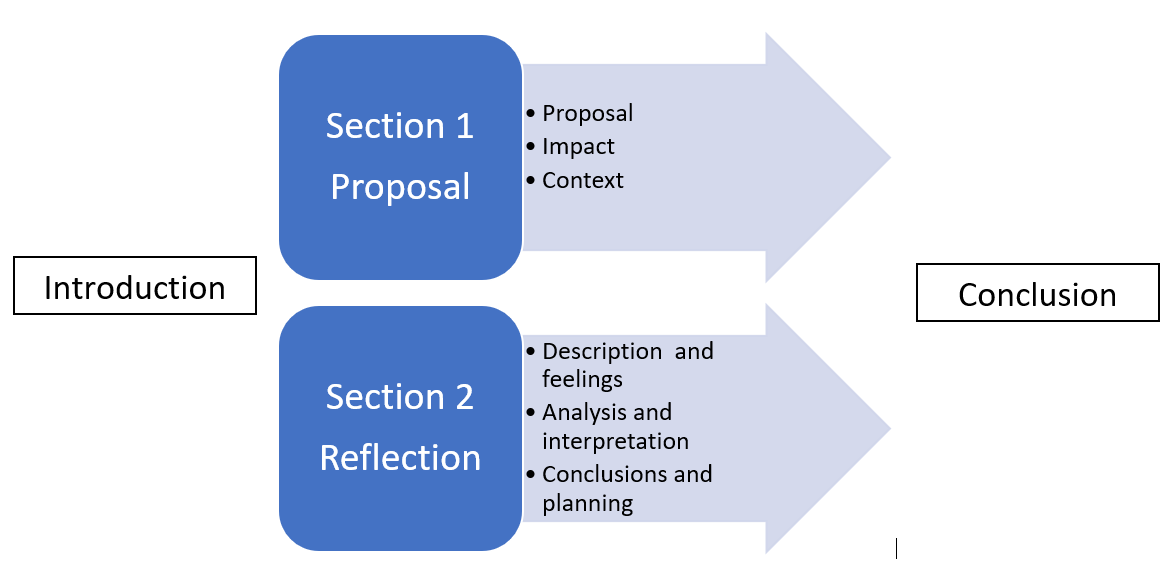 Introduction
Section 1
Proposal
• Proposal
• Impact
• Context
Section 2
Reflection
• Description and
feelings
• Analysis and
interpretation
• Conclusions and
planning
Conclusion